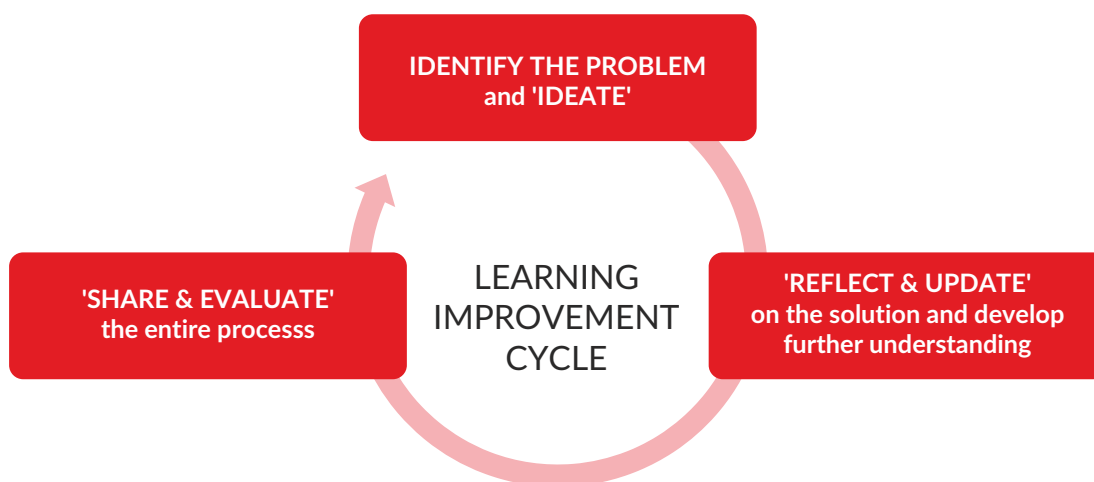 IDENTIFY THE PROBLEM
and 'IDEATE'
'SHARE & EVALUATE'
the entire processs
LEARNING
IMPROVEMENT
CYCLE
'REFLECT & UPDATE'
on the solution and develop
further understanding